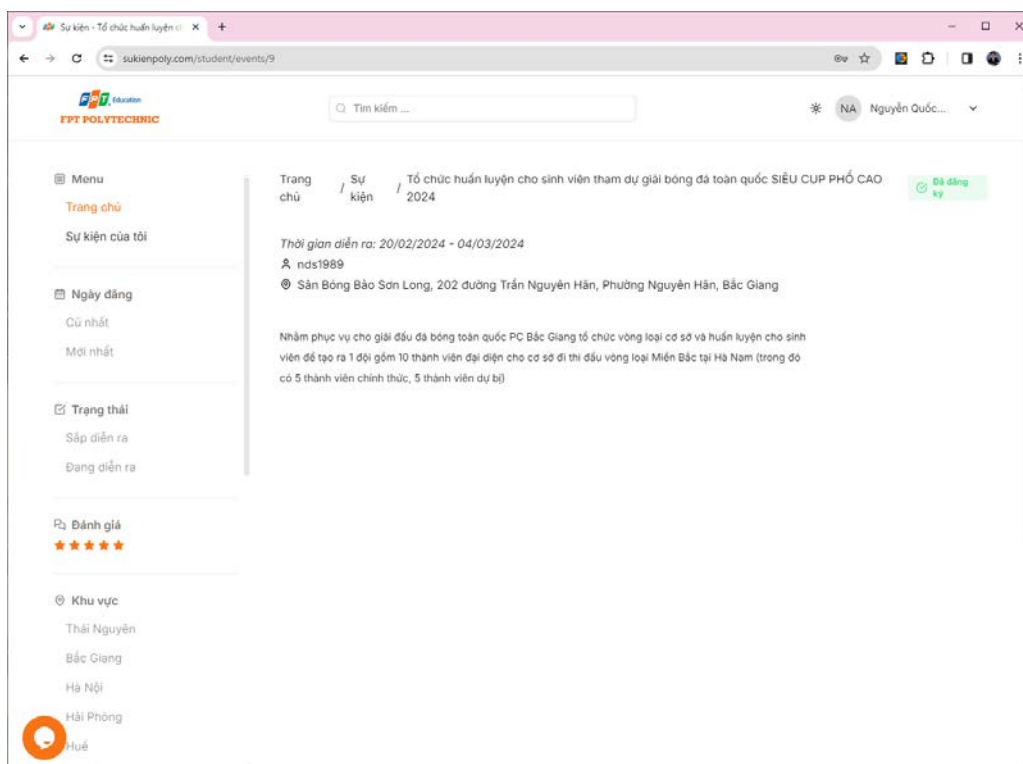 Sự kiện - Tổ chức huấn luyện cl
sukienpoly.com/student/events/9
FPT Education
FPT POLYTECHNIC
Tìm kiếm ...
NA Nguyễn Quốc...
Menu
Trang chủ
Sự kiện của tôi
Ngày đăng
Cũ nhất
Mới nhất
Trạng thái
Sắp diễn ra
Đang diễn ra
Đánh giá
Khu vực
Thái Nguyên
Bắc Giang
Hà Nội
Hải Phòng
Huế
Trang chủ / Sự kiện / Tổ chức huấn luyện cho sinh viên tham dự giải bóng đá toàn quốc SIÊU CUP PHỔ CAO 2024
Đã đăng ký
Thời gian diễn ra: 20/02/2024 - 04/03/2024
nds1989
Sân Bóng Bảo Sơn Long, 202 đường Trần Nguyên Hãn, Phường Nguyên Hãn, Bắc Giang
Nhằm phục vụ cho giải đấu đá bóng toàn quốc PC Bắc Giang tổ chức vòng loại cơ sở và huấn luyện cho sinh
viên để tạo ra 1 đội gồm 10 thành viên đại diện cho cơ sở đi thi đấu vòng loại Miền Bắc tại Hà Nam (trong đó
có 5 thành viên chính thức, 5 thành viên dự bị)